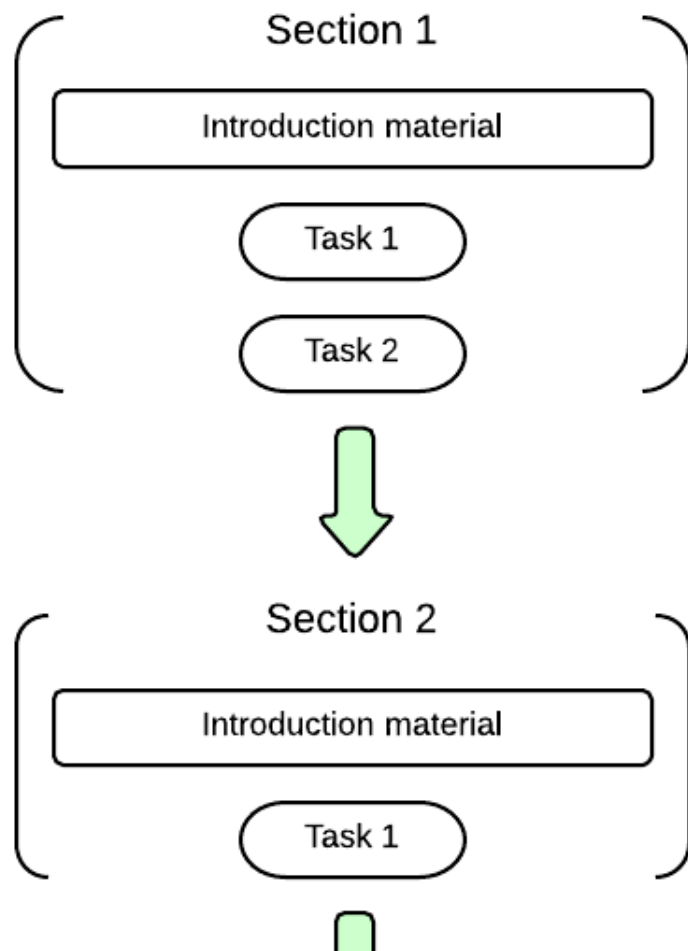 Section 1
Introduction material
Task 1
Task 2
Section 2
Introduction material
Task 1